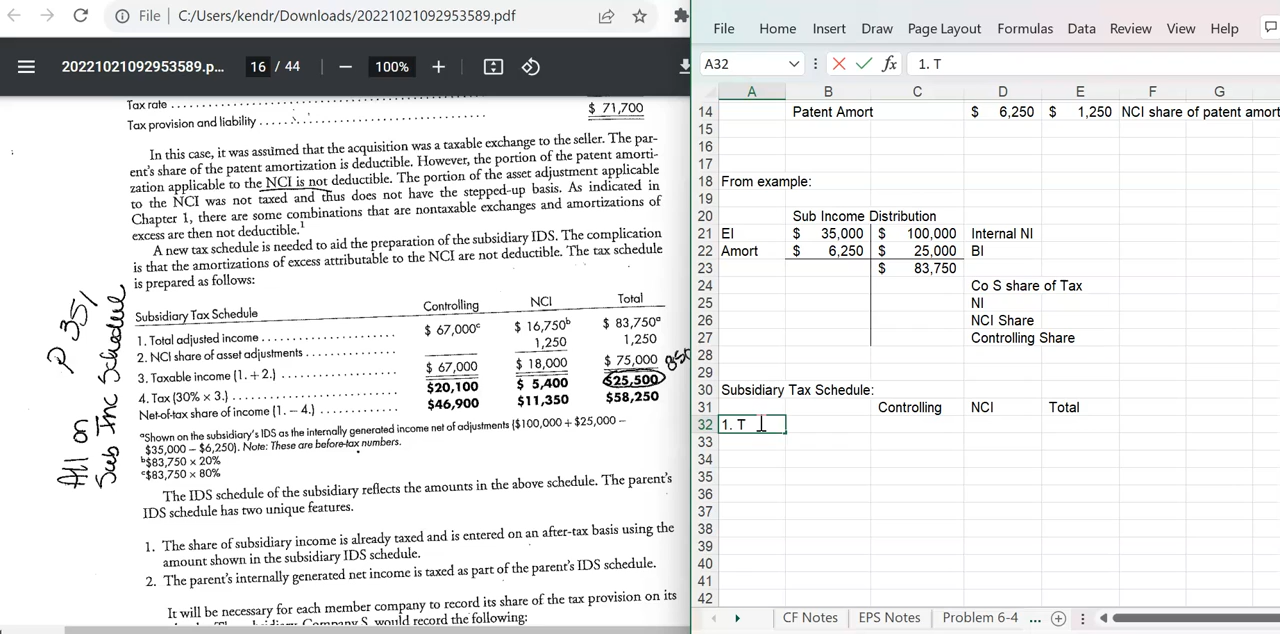 File | C:/Users/kendr/Downloads/20221021092953589.pdf
20221021092953589.p... 16 / 44 100%
Tax rate
Tax provision and liability $ 71,700
In this case, it was assumed that the acquisition was a taxable exchange to the seller. The par-
ent's share of the patent amortization is deductible. However, the portion of the patent amorti-
zation applicable to the NCI is not deductible. The portion of the asset adjustment applicable
to the NCI was not taxed and thus does not have the stepped-up basis. As indicated in
Chapter 1, there are some combinations that are nontaxable exchanges and amortizations of
excess are then not deductible.¹
A new tax schedule is needed to aid the preparation of the subsidiary IDS. The complication
is that the amortizations of excess attributable to the NCI are not deductible. The tax schedule
is prepared as follows:
Subsidiary Tax Schedule Controlling NCI Total
1. Total adjusted income $ 67,000ᶜ $ 16,750ᵇ $ 83,750ᵃ
2. NCI share of asset adjustments 1,250 1,250
3. Taxable income (1. + 2.) $ 67,000 $ 18,000 $ 75,000 850
4. Tax (30% × 3.) $20,100 $ 5,400 $25,500
Net-of-tax share of income (1. – 4.) $46,900 $11,350 $58,250
ᵃShown on the subsidiary's IDS as the internally generated income net of adjustments ($100,000 + $25,000 –
$35,000 – $6,250). Note: These are before-tax numbers.
ᵇ$83,750 × 20%
ᶜ$83,750 × 80%
P 351
All on
Sub Inc Schedule
The IDS schedule of the subsidiary reflects the amounts in the above schedule. The parent's
IDS schedule has two unique features.
1. The share of subsidiary income is already taxed and is entered on an after-tax basis using the
amount shown in the subsidiary IDS schedule.
2. The parent's internally generated net income is taxed as part of the parent's IDS schedule.
It will be necessary for each member company to record its share of the tax provision on its
Company S would record the following:
File Home Insert Draw Page Layout Formulas Data Review View Help
A32 fx 1. T
A B C D E F G
14 Patent Amort $ 6,250 $ 1,250 NCI share of patent amort
15
16
17
18 From example:
19
20 Sub Income Distribution
21 EI $ 35,000 $ 100,000 Internal NI
22 Amort $ 6,250 $ 25,000 BI
23 $ 83,750
24 Co S share of Tax
25 NI
26 NCI Share
27 Controlling Share
28
29
30 Subsidiary Tax Schedule:
31 Controlling NCI Total
32 1. T
33
34
35
36
37
38
39
40
41
42
CF Notes EPS Notes Problem 6-4 ...